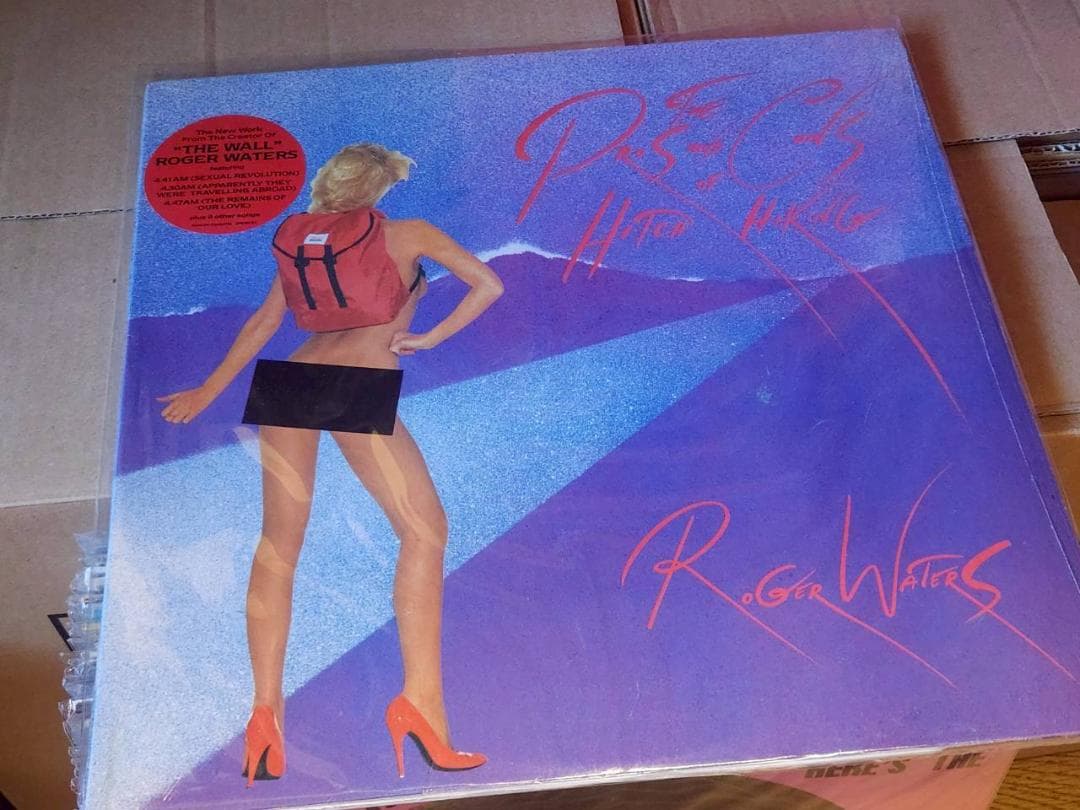 The New Work
From The Creator Of
"THE WALL"
ROGER WATERS
featuring
4.41AM (SEXUAL REVOLUTION)
4.30AM (APPARENTLY THEY
WERE TRAVELLING ABROAD)
4.47AM (THE REMAINS OF
OUR LOVE)
plus 9 other songs
The
Pros and Cons
of
Hitch Hiking
Roger Waters
HERE'S THE